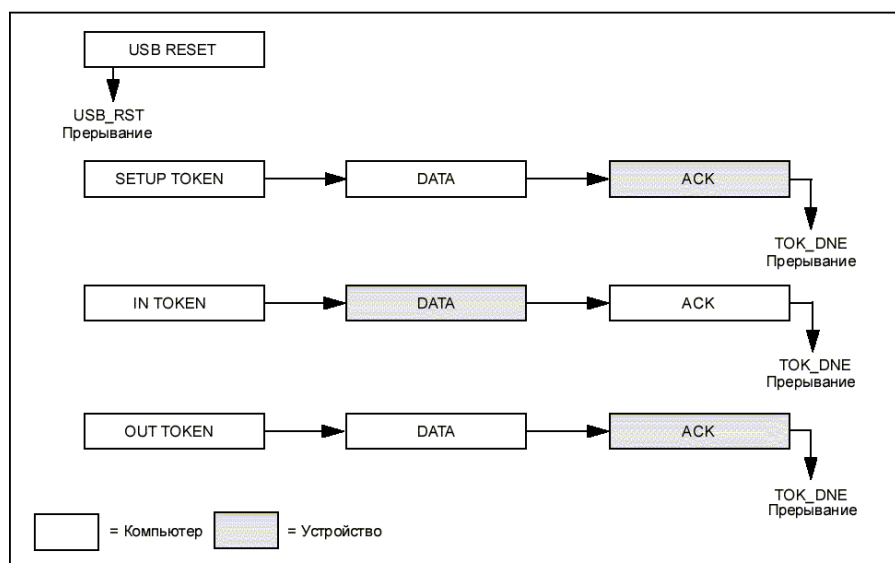 USB RESET
USB_RST
Прерывание
SETUP TOKEN
DATA
ACK
TOK_DNE
Прерывание
IN TOKEN
DATA
ACK
TOK_DNE
Прерывание
OUT TOKEN
DATA
ACK
TOK_DNE
Прерывание
= Компьютер
= Устройство